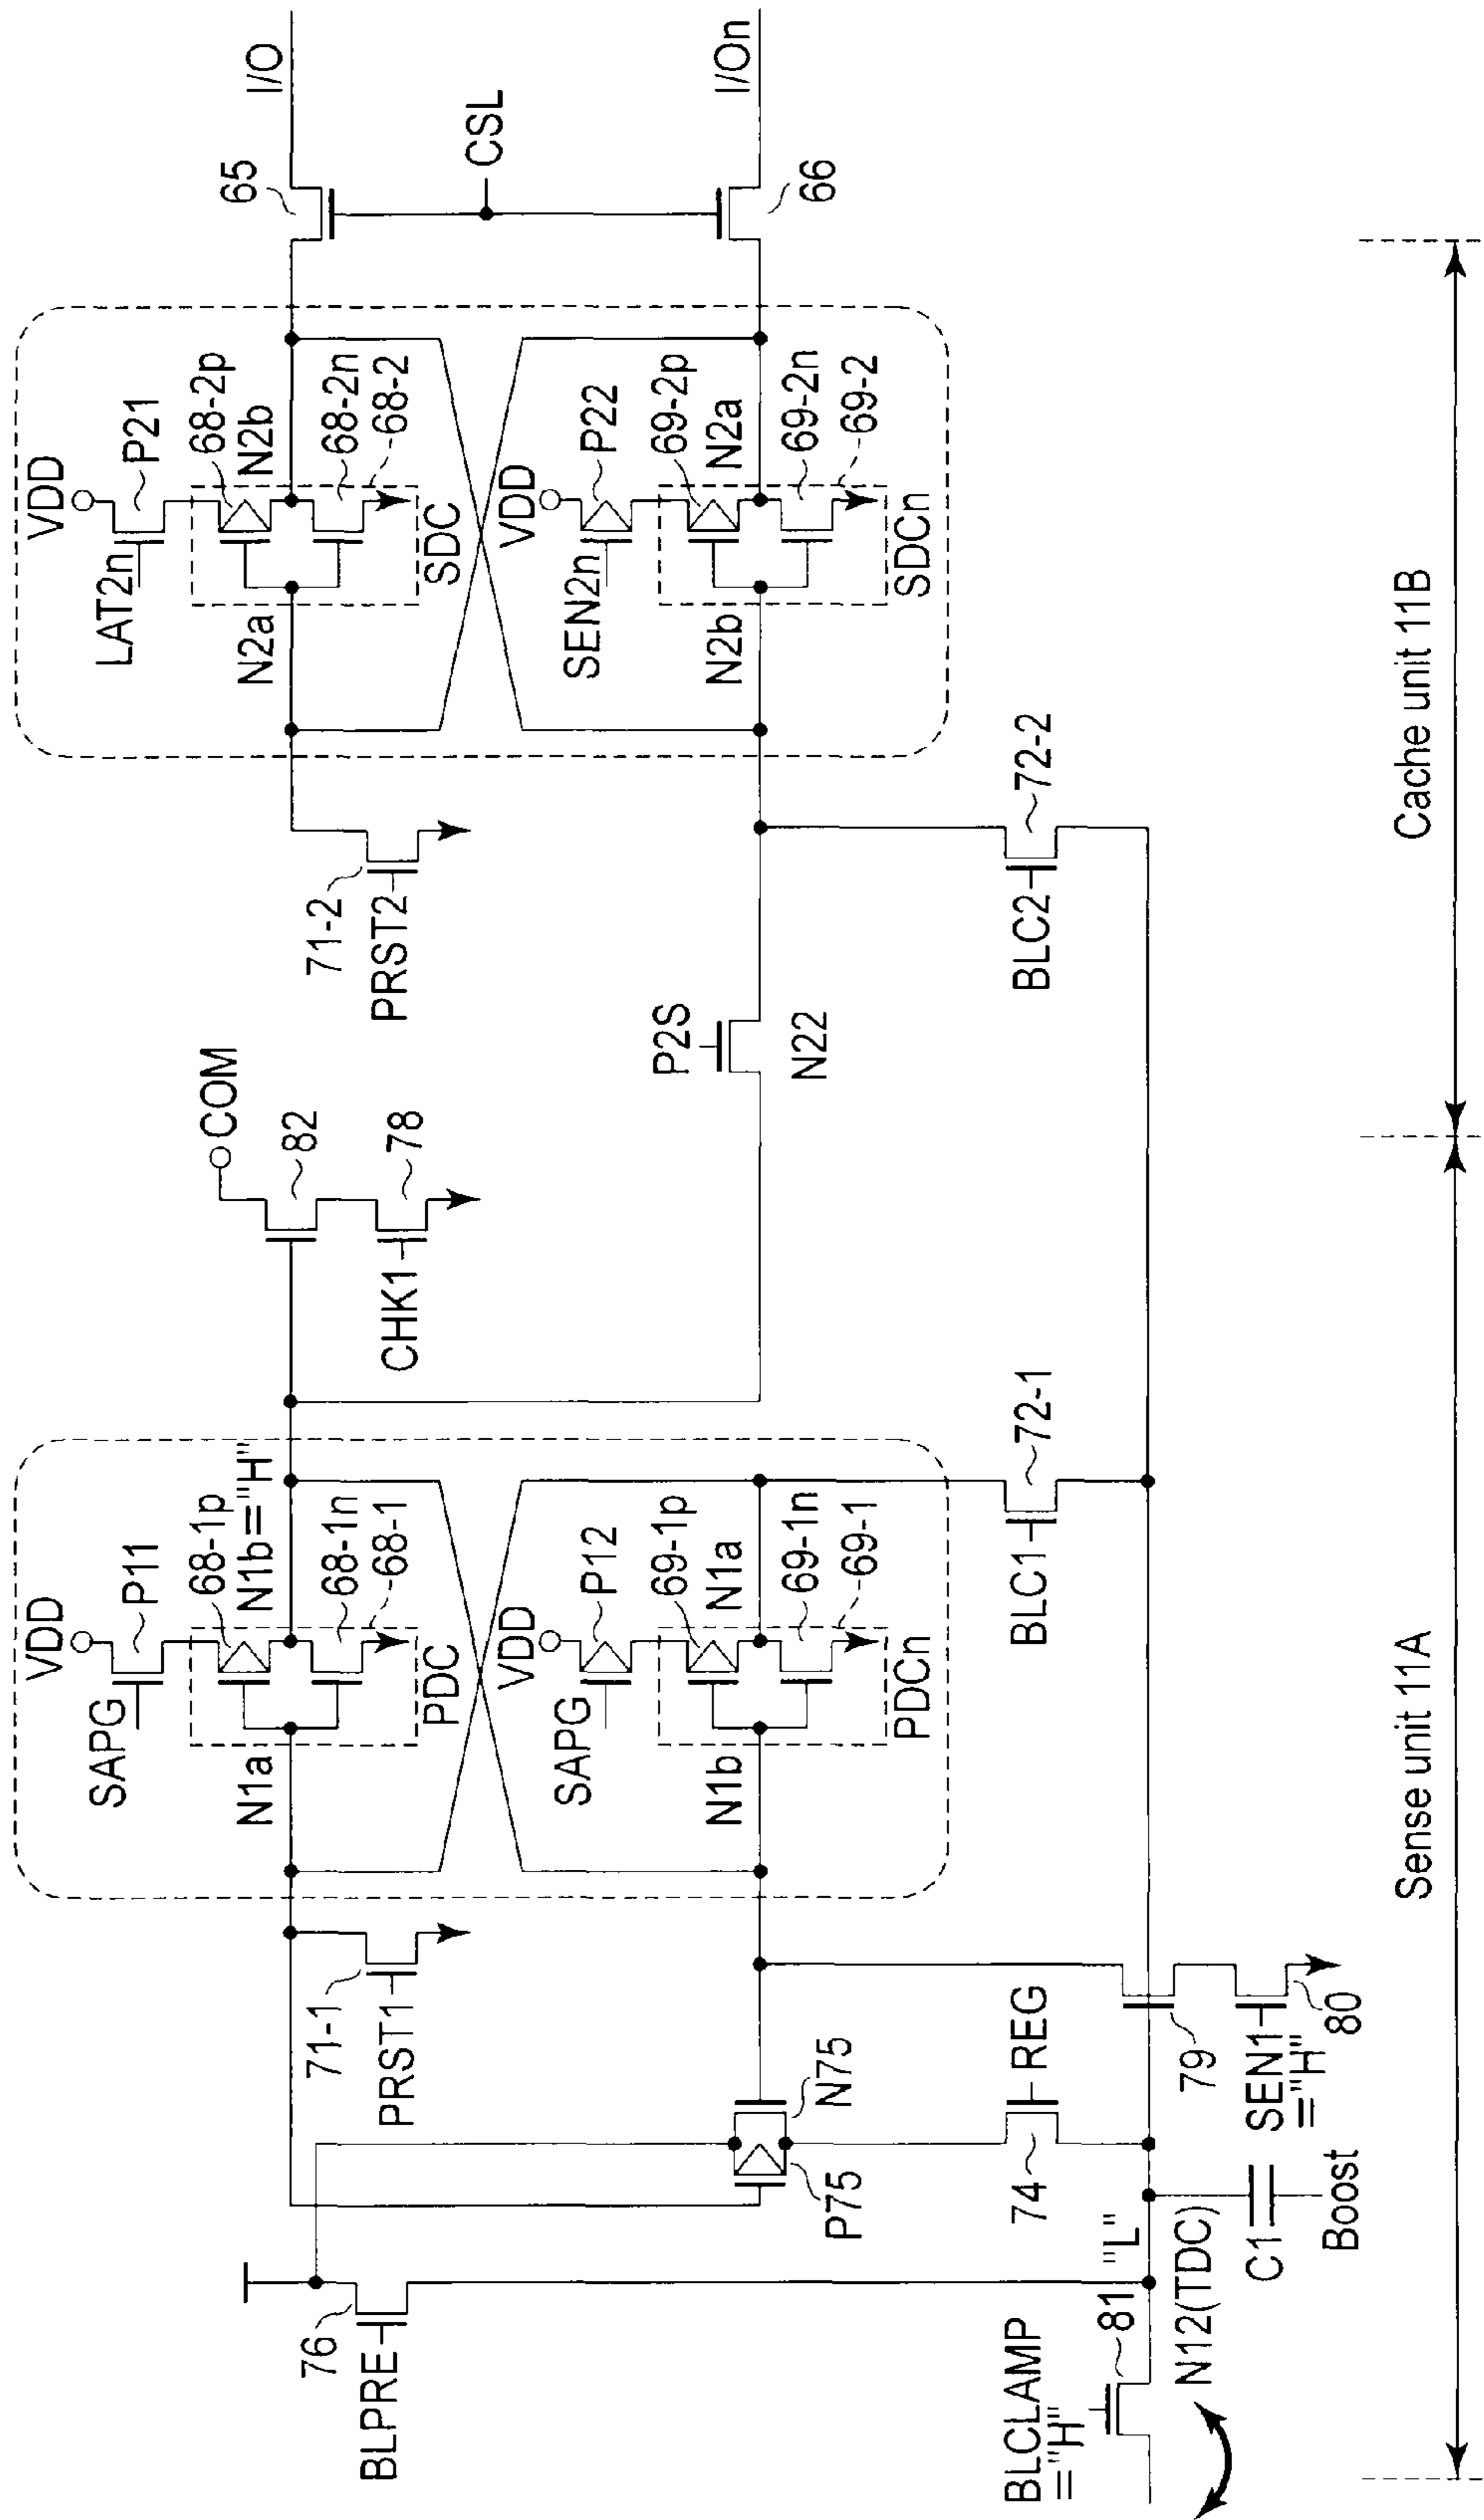 I/O
I/On
65
CSL
66
VDD
P21
LAT2n
68-2p
N2b
68-2n
68-2
N2a
SDC
VDD
P22
SEN2n
69-2p
N2a
69-2n
69-2
N2b
SDCn
71-2
PRST2
72-2
BLC2
P2S
N22
Cache unit 11B
COM
82
78
CHK1
VDD
P11
SAPG
68-1p
N1b="H"
68-1n
68-1
N1a
PDC
VDD
P12
SAPG
69-1p
N1a
69-1n
69-1
N1b
PDCn
72-1
BLC1
71-1
PRST1
N75
P75
REG
74
79
SEN1
="H"
80
76
BLPRE
BLCLAMP
="H"
81
"L"
N12(TDC)
C1
Boost
Sense unit 11A